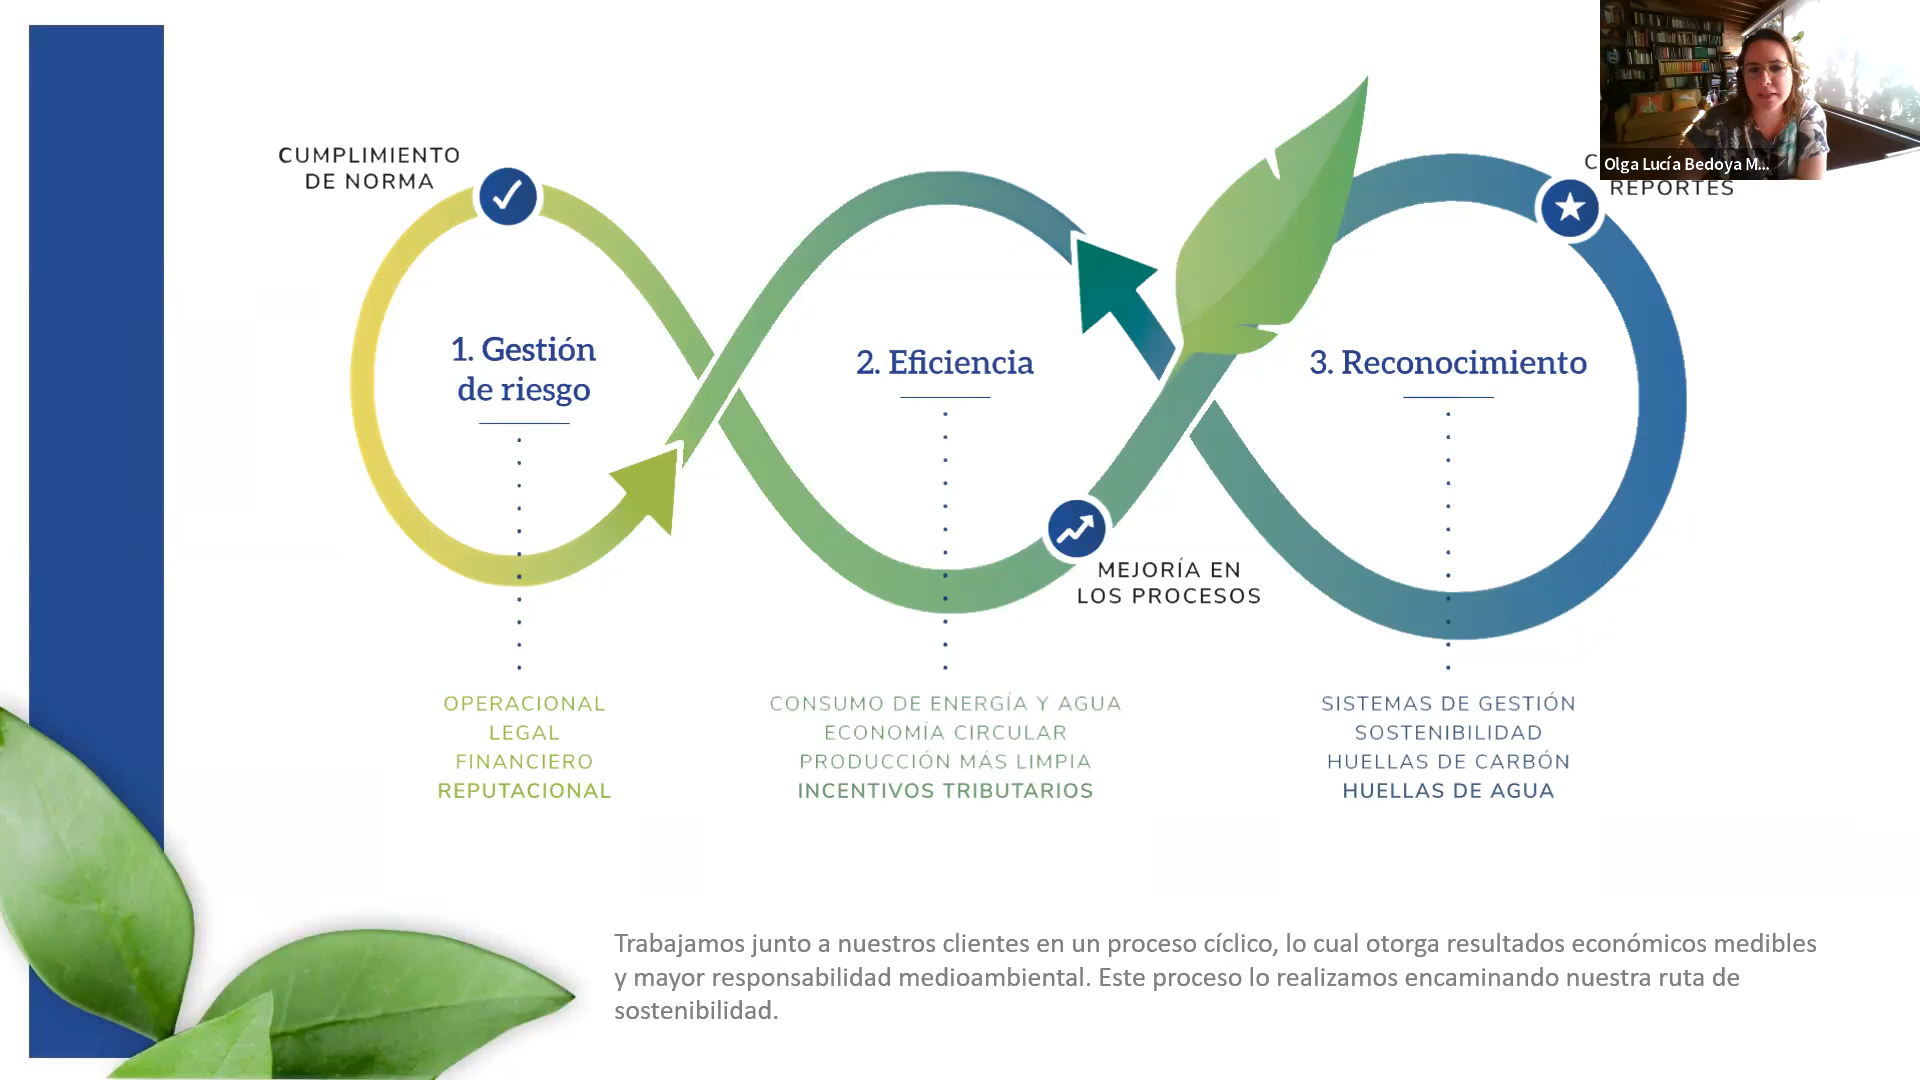 CUMPLIMIENTO
DE NORMA
Olga Lucía Bedoya M...
REPORTES
1. Gestión
de riesgo
2. Eficiencia
3. Reconocimiento
MEJORÍA EN
LOS PROCESOS
OPERACIONAL
LEGAL
FINANCIERO
REPUTACIONAL
CONSUMO DE ENERGÍA Y AGUA
ECONOMÍA CIRCULAR
PRODUCCIÓN MÁS LIMPIA
INCENTIVOS TRIBUTARIOS
SISTEMAS DE GESTIÓN
SOSTENIBILIDAD
HUELLAS DE CARBÓN
HUELLAS DE AGUA
Trabajamos junto a nuestros clientes en un proceso cíclico, lo cual otorga resultados económicos medibles
y mayor responsabilidad medioambiental. Este proceso lo realizamos encaminando nuestra ruta de
sostenibilidad.